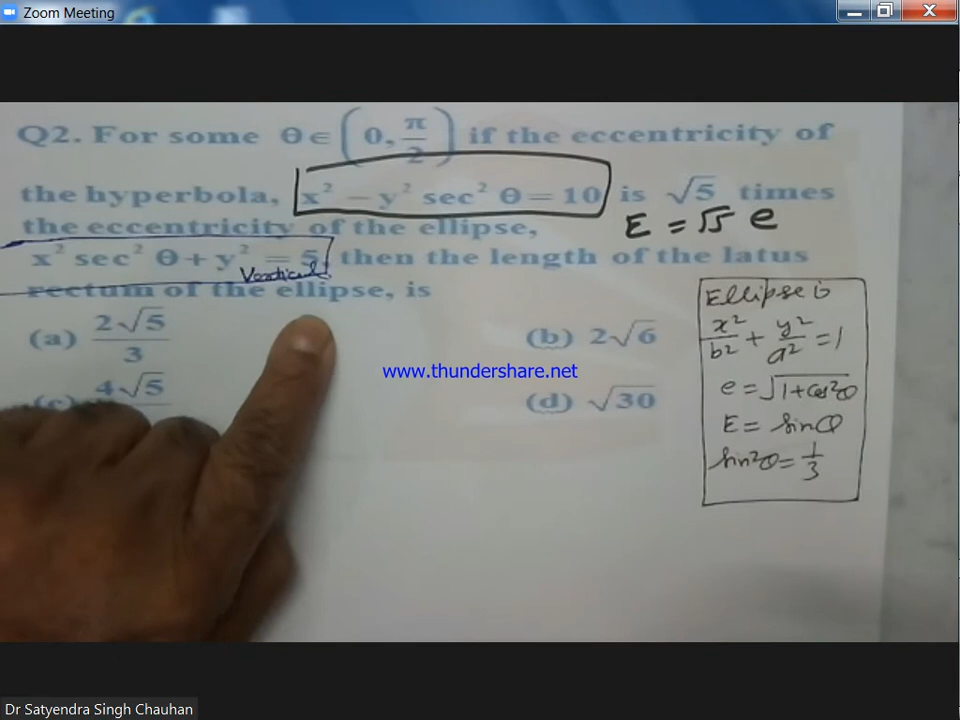 Zoom Meeting
Q2. For some θ ∈ (0, π/2) if the eccentricity of
the hyperbola, x² − y² sec² θ = 10 is √5 times
E = √5 e
the eccentricity of the ellipse,
x² sec² θ + y² = 5, then the length of the latus
Vertical
rectum of the ellipse, is
(a) 2√5/3
(b) 2√6
(c) 4√5
(d) √30
www.thundershare.net
Ellipse is
x²/b² + y²/a² = 1
e = √1+cos²θ
E = sinθ
sin²θ = 1/3
Dr Satyendra Singh Chauhan